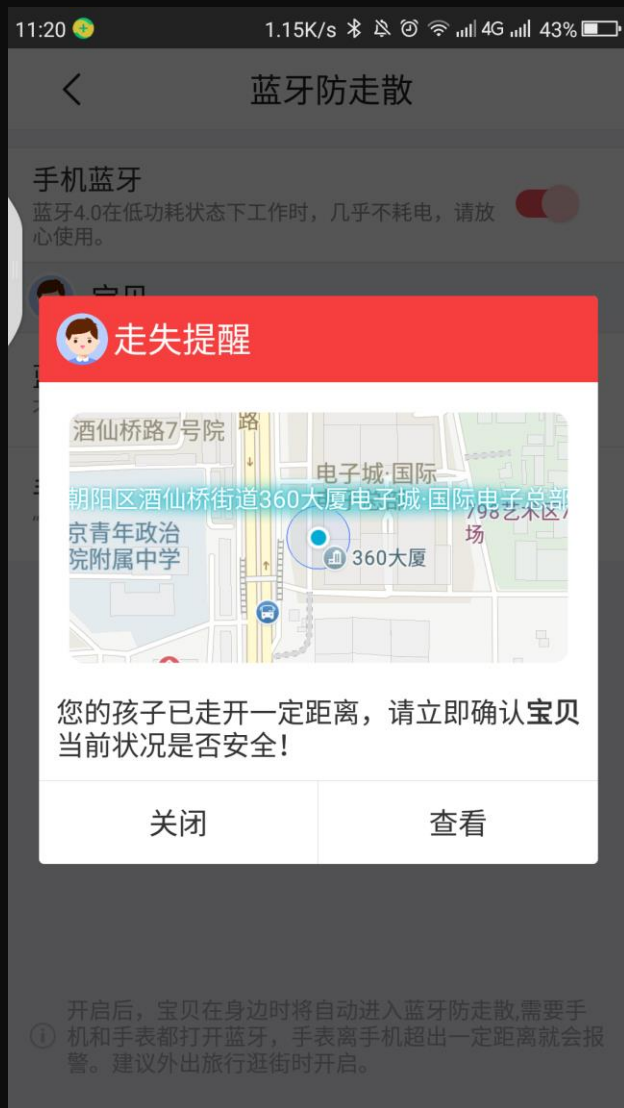 11:20 1.15K/s 4G 43%
蓝牙防走散
手机蓝牙
蓝牙4.0在低功耗状态下工作时，几乎不耗电，请放
心使用。
走失提醒
酒仙桥路7号院
路
电子城·国际
朝阳区酒仙桥街道360大厦电子城·国际电子总部
798艺术区7
场
京青年政治
院附属中学
360大厦
您的孩子已走开一定距离，请立即确认宝贝
当前状况是否安全！
关闭 查看
开启后，宝贝在身边时将自动进入蓝牙防走散,需要手
机和手表都打开蓝牙，手表离手机超出一定距离就会报
警。建议外出旅行逛街时开启。